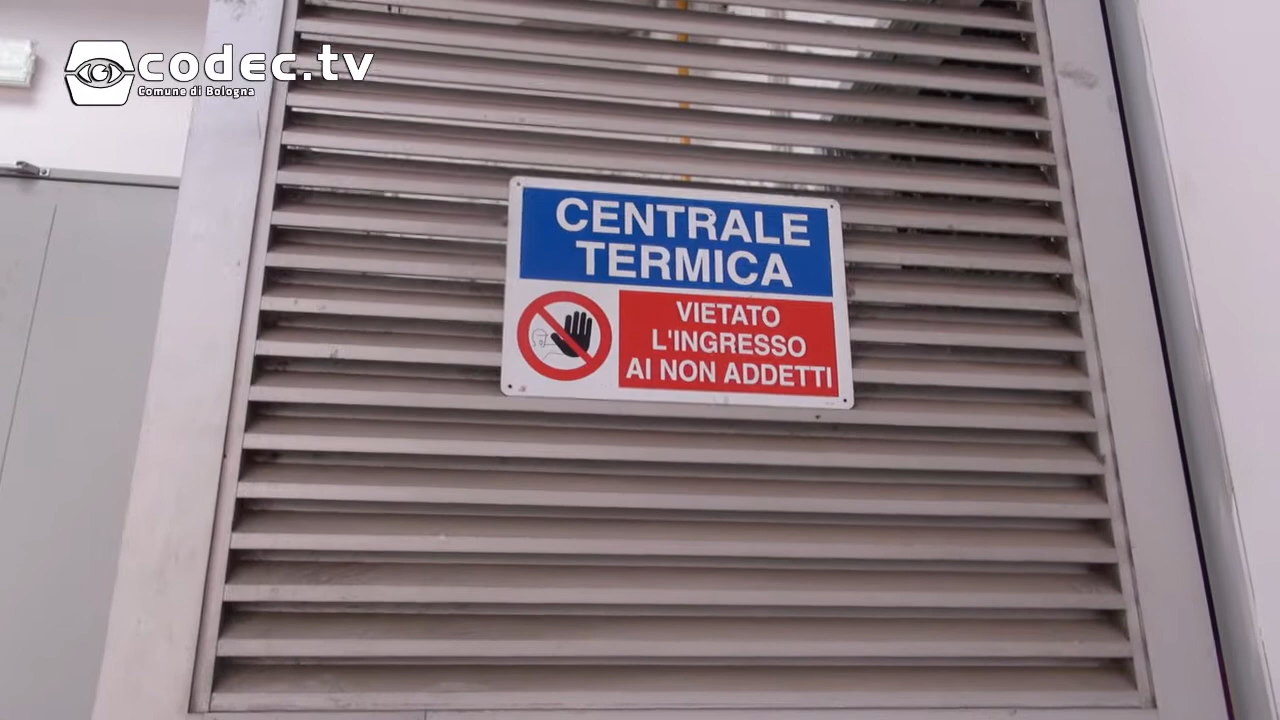 codec.tv
Comune di Bologna
CENTRALE
TERMICA
VIETATO
L'INGRESSO
AI NON ADDETTI